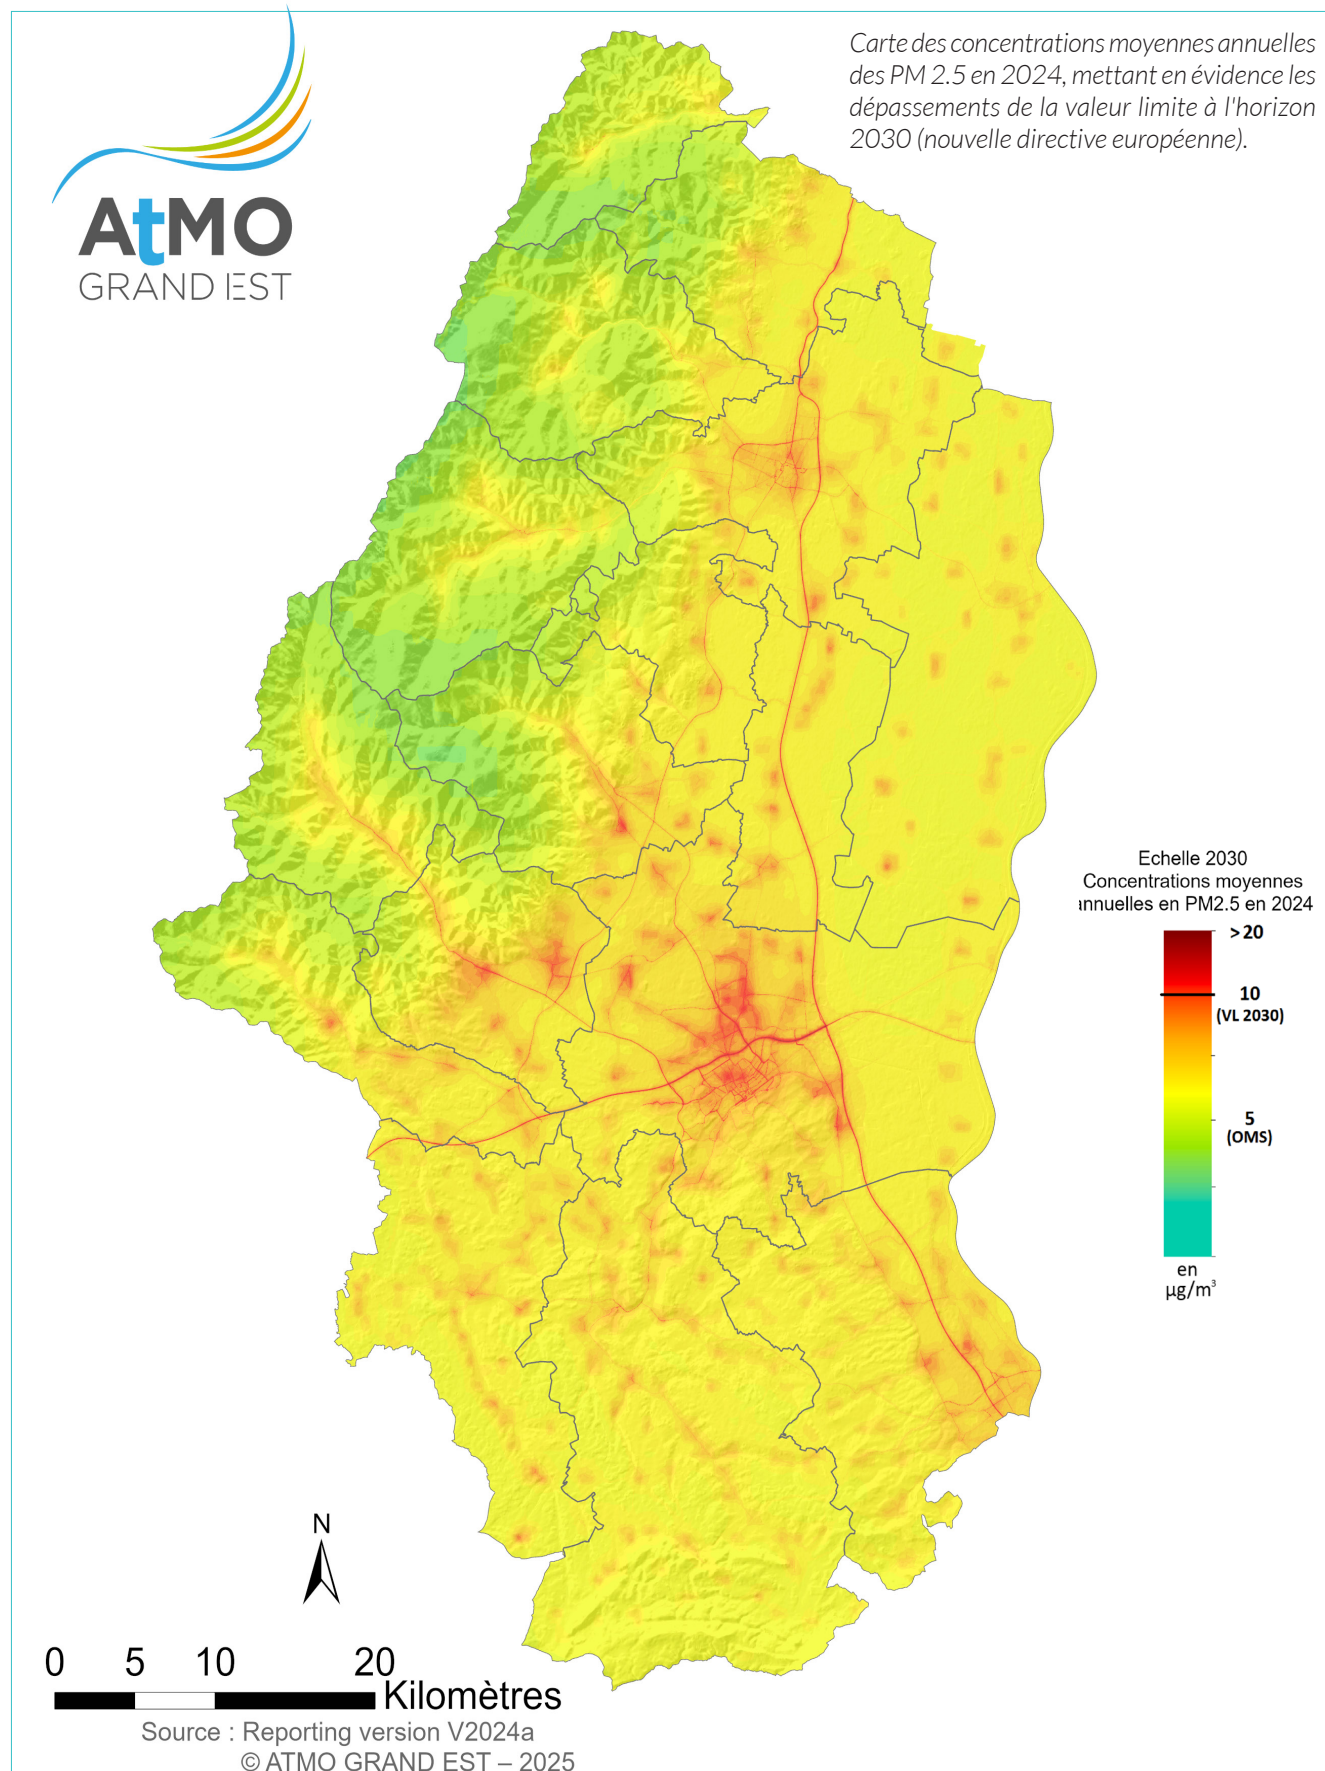 AtMO
GRAND EST
Carte des concentrations moyennes annuelles
des PM 2.5 en 2024, mettant en évidence les
dépassements de la valeur limite à l'horizon
2030 (nouvelle directive européenne).
Echelle 2030
Concentrations moyennes
annuelles en PM2.5 en 2024
>20
10
(VL 2030)
5
(OMS)
en
µg/m³
N
0 5 10 20
Kilomètres
Source : Reporting version V2024a
© ATMO GRAND EST – 2025